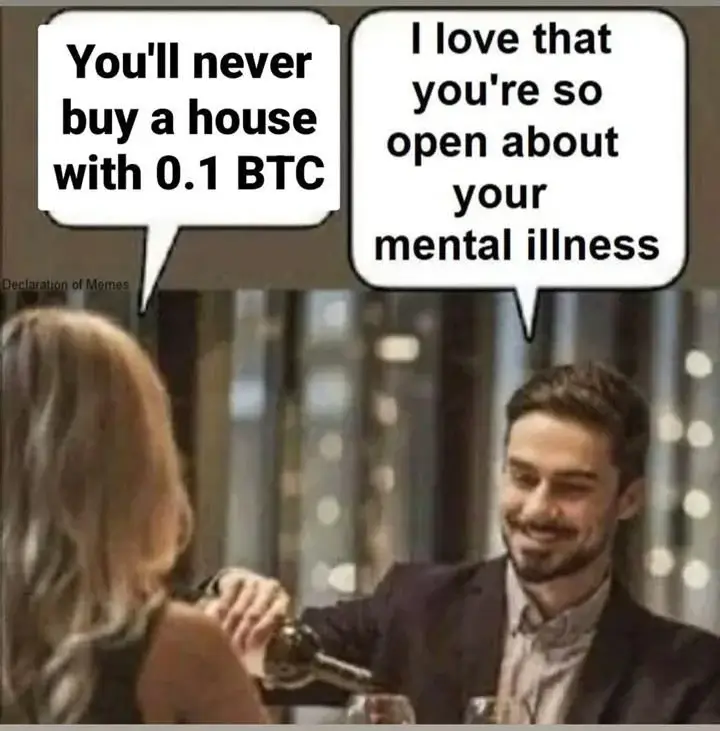 You'll never
buy a house
with 0.1 BTC
I love that
you're so
open about
your
mental illness
Declaration of Memes